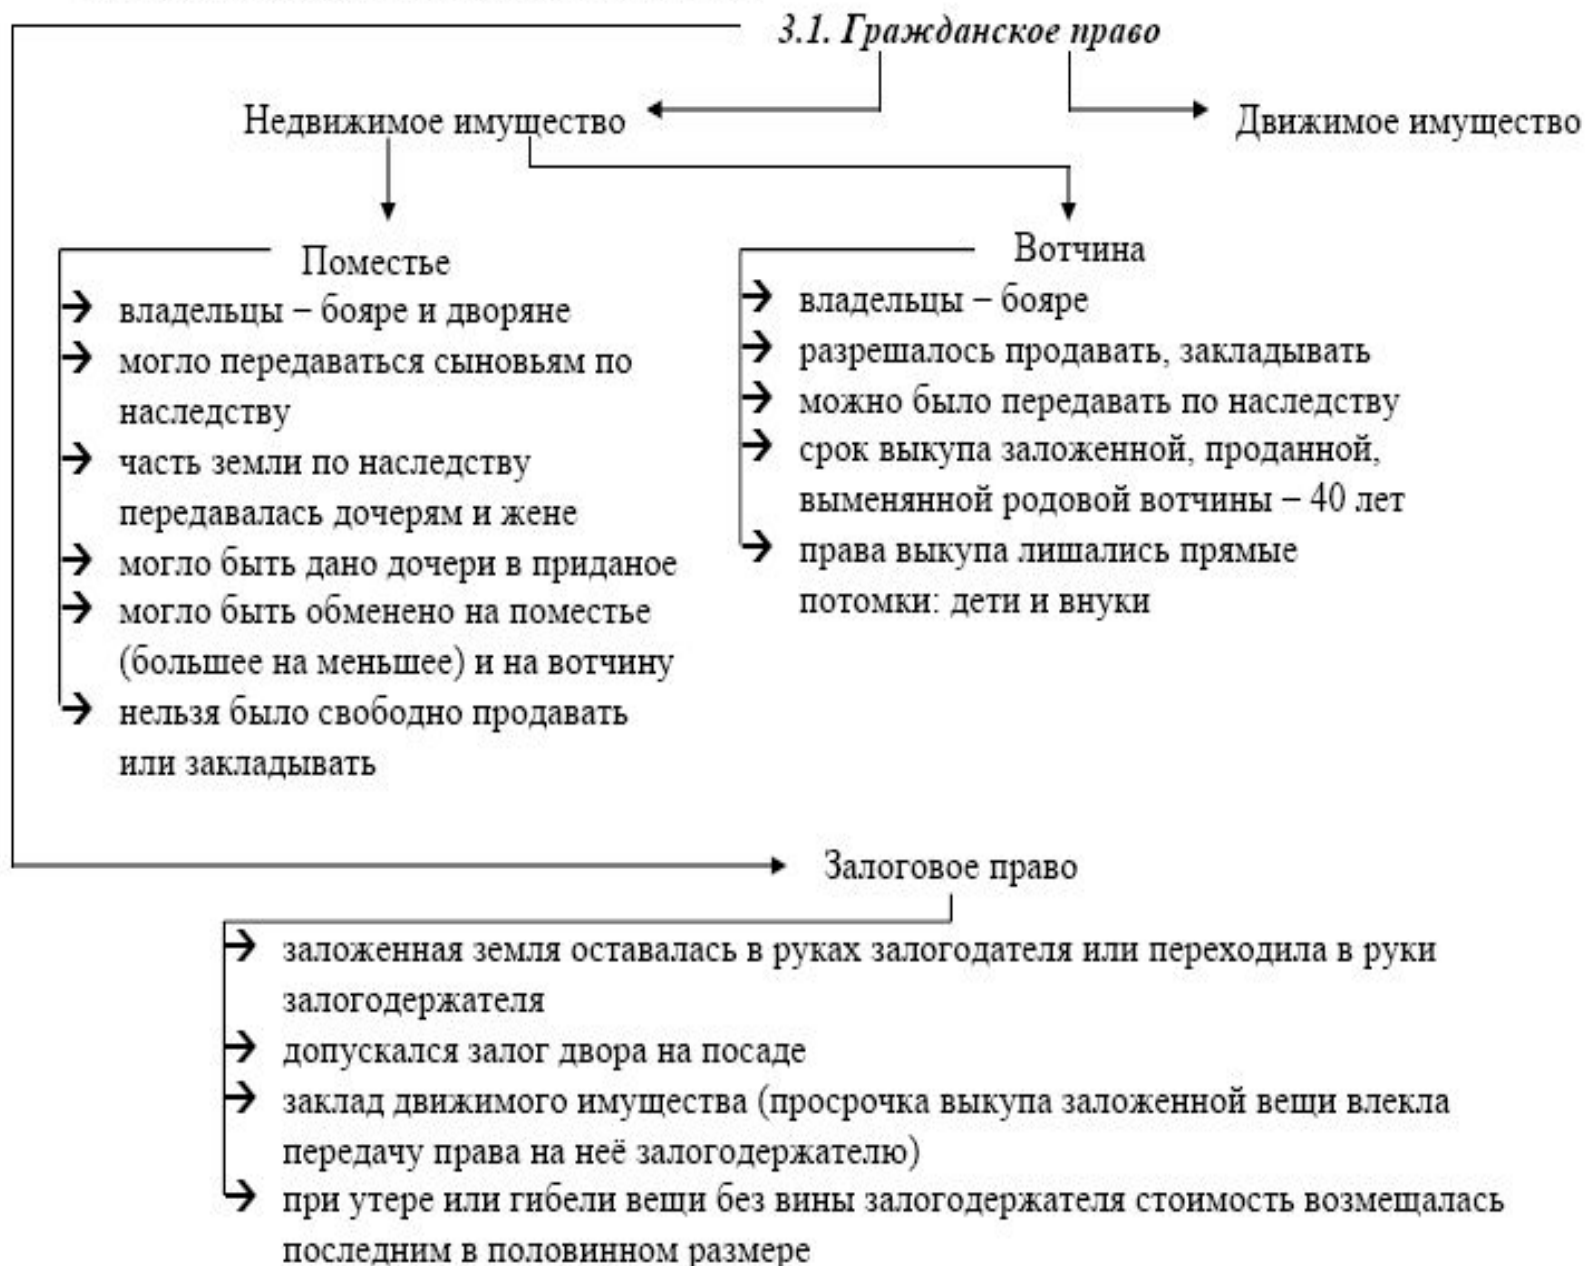 3.1. Гражданское право
Недвижимое имущество
Движимое имущество
Поместье
владельцы – бояре и дворяне
могло передаваться сыновьям по
наследству
часть земли по наследству
передавалась дочерям и жене
могло быть дано дочери в приданое
могло быть обменено на поместье
(большее на меньшее) и на вотчину
нельзя было свободно продавать
или закладывать
Вотчина
владельцы – бояре
разрешалось продавать, закладывать
можно было передавать по наследству
срок выкупа заложенной, проданной,
выменянной родовой вотчины – 40 лет
права выкупа лишались прямые
потомки: дети и внуки
Залоговое право
заложенная земля оставалась в руках залогодателя или переходила в руки
залогодержателя
допускался залог двора на посаде
заклад движимого имущества (просрочка выкупа заложенной вещи влекла
передачу права на неё залогодержателю)
при утере или гибели вещи без вины залогодержателя стоимость возмещалась
последним в половинном размере